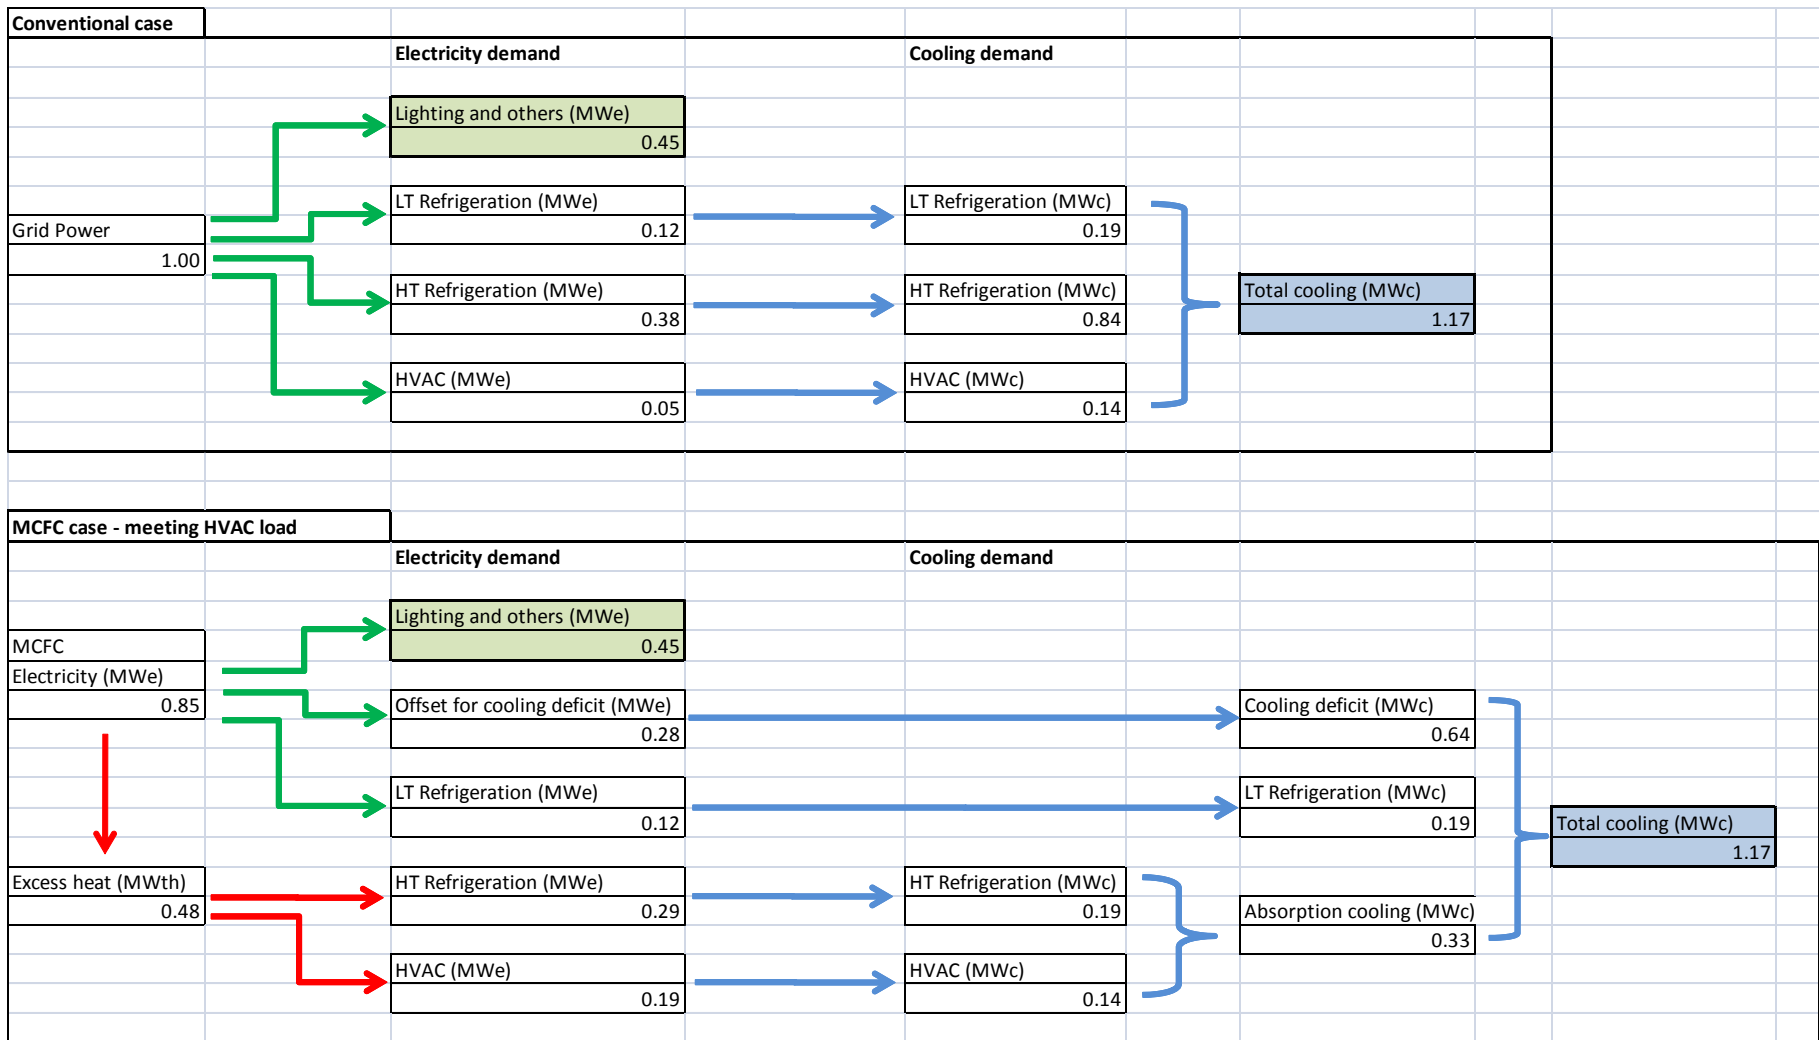 Conventional case
Electricity demand
Cooling demand
Lighting and others (MWe)
0.45
LT Refrigeration (MWe)
LT Refrigeration (MWc)
Grid Power
0.12
0.19
1.00
HT Refrigeration (MWe)
HT Refrigeration (MWc)
Total cooling (MWc)
0.38
0.84
1.17
HVAC (MWe)
HVAC (MWc)
0.05
0.14
MCFC case - meeting HVAC load
Electricity demand
Cooling demand
Lighting and others (MWe)
MCFC
0.45
Electricity (MWe)
0.85
Offset for cooling deficit (MWe)
Cooling deficit (MWc)
0.28
0.64
LT Refrigeration (MWe)
LT Refrigeration (MWc)
0.12
0.19
Total cooling (MWc)
1.17
Excess heat (MWth)
HT Refrigeration (MWe)
HT Refrigeration (MWc)
0.48
0.29
0.19
Absorption cooling (MWc)
0.33
HVAC (MWe)
HVAC (MWc)
0.19
0.14